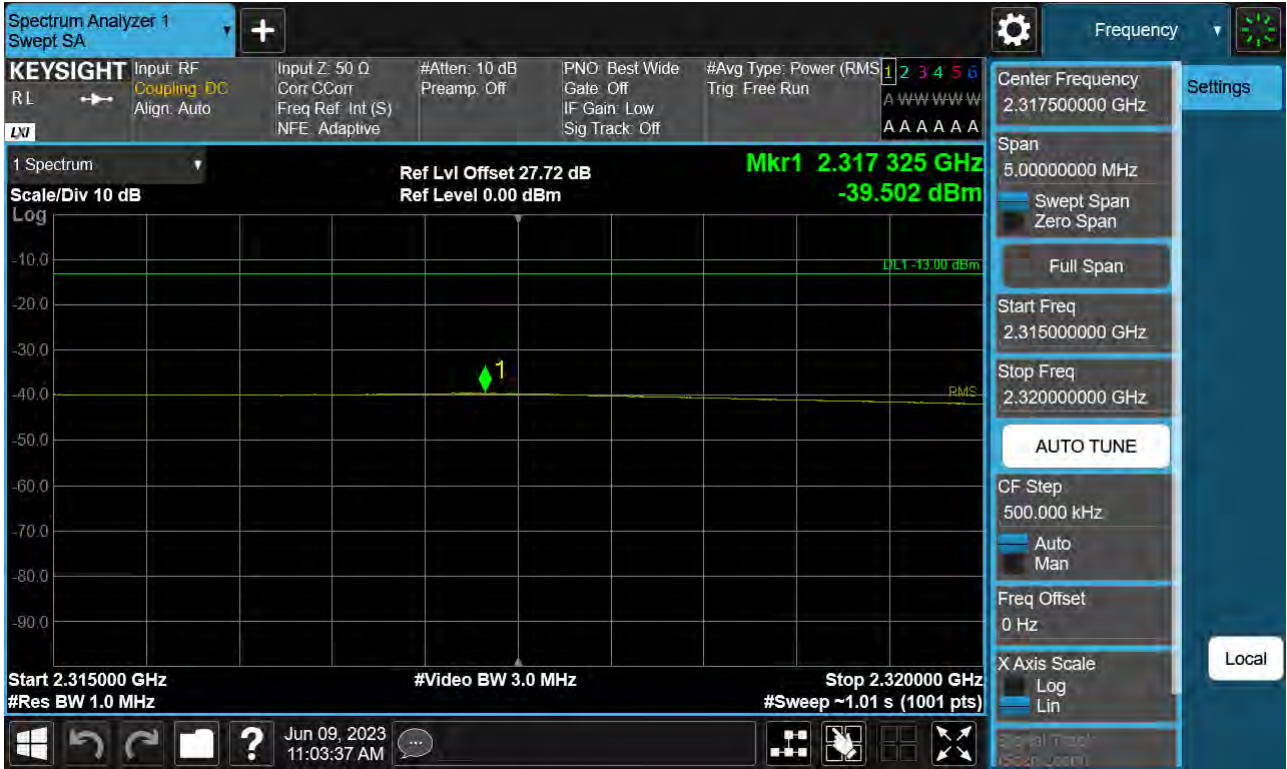 Spectrum Analyzer 1
Swept SA
Frequency
KEYSIGHT
RL
LXI
Input: RF
Coupling: DC
Align: Auto
Input Z: 50 Ω
Corr CCorr
Freq Ref: Int (S)
NFE: Adaptive
#Atten: 10 dB
Preamp: Off
PNO: Best Wide
Gate: Off
IF Gain: Low
Sig Track: Off
#Avg Type: Power (RMS
Trig: Free Run
1 2 3 4 5 6
A W W W W W
A A A A A A
1 Spectrum
Scale/Div 10 dB
Ref Lvl Offset 27.72 dB
Ref Level 0.00 dBm
Mkr1 2.317 325 GHz
-39.502 dBm
Log
-10.0
DL1 -13.00 dBm
-20.0
-30.0
1
-40.0
RMS
-50.0
-60.0
-70.0
-80.0
-90.0
Start 2.315000 GHz
#Video BW 3.0 MHz
Stop 2.320000 GHz
#Res BW 1.0 MHz
#Sweep ~1.01 s (1001 pts)
Center Frequency
2.317500000 GHz
Span
5.00000000 MHz
Swept Span
Zero Span
Full Span
Start Freq
2.315000000 GHz
Stop Freq
2.320000000 GHz
AUTO TUNE
CF Step
500.000 kHz
Auto
Man
Freq Offset
0 Hz
X Axis Scale
Log
Lin
Settings
Local
Jun 09, 2023
11:03:37 AM